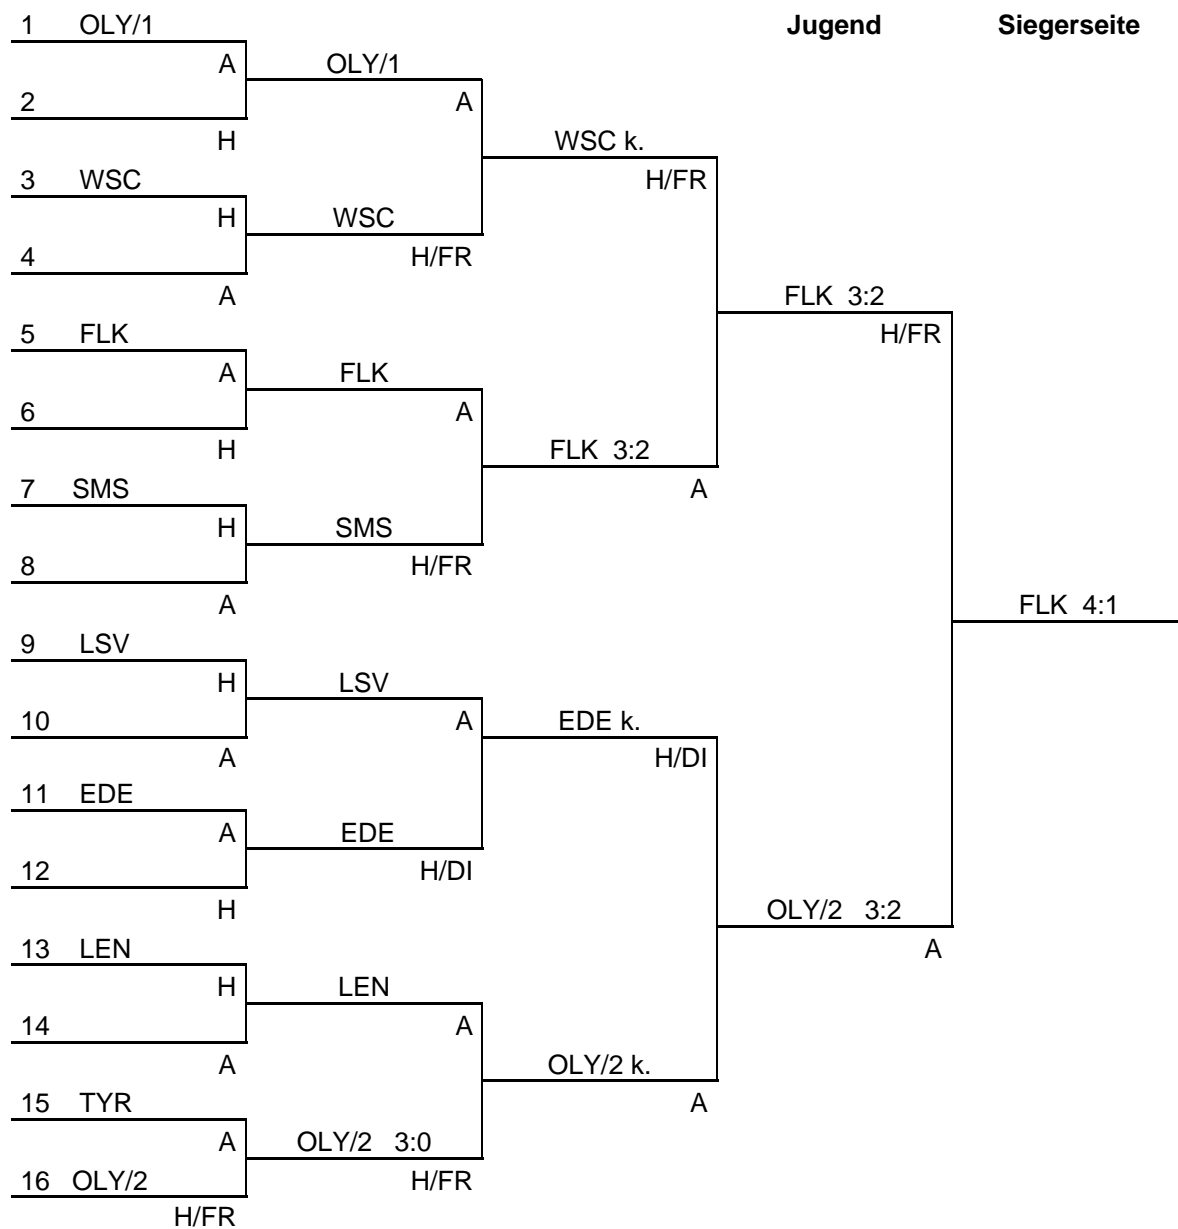 1 OLY/1 Jugend Siegerseite
A OLY/1
2 A
H WSC k.
3 WSC H/FR
H WSC
4 H/FR
A FLK 3:2
5 FLK H/FR
A FLK
6 A
H FLK 3:2
7 SMS A
H SMS
8 H/FR
A FLK 4:1
9 LSV
H LSV
10 A EDE k.
A H/DI
11 EDE
A EDE
12 H/DI
H OLY/2 3:2
13 LEN A
H LEN
14 A
A OLY/2 k.
15 TYR A
A OLY/2 3:0
16 OLY/2 H/FR
H/FR